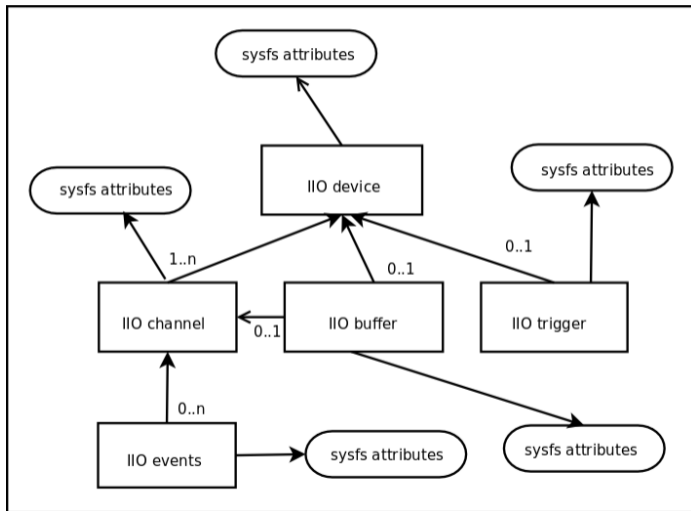 sysfs attributes
IIO device
sysfs attributes
sysfs attributes
1..n
0..1
0..1
IIO channel
0..1
IIO buffer
IIO trigger
0..n
IIO events
sysfs attributes
sysfs attributes